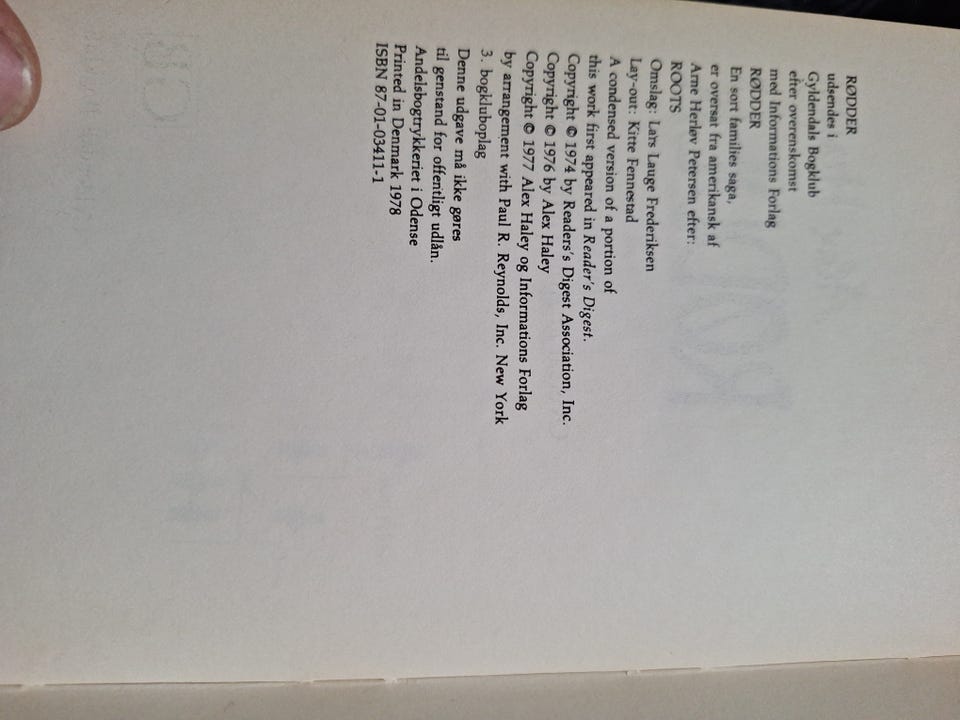 RØDDER
udsendes i
Gyldendals Bogklub
efter overenskomst
med Informations Forlag
RØDDER
En sort families saga,
er oversat fra amerikansk af
Arne Herløv Petersen efter:
ROOTS
Omslag: Lars Lauge Frederiksen
Lay-out: Kitte Fennestad
A condensed version of a portion of
this work first appeared in Reader's Digest.
Copyright © 1974 by Readers's Digest Association, Inc.
Copyright © 1976 by Alex Haley
Copyright © 1977 Alex Haley og Informations Forlag
by arrangement with Paul R. Reynolds, Inc. New York
3. bogkluboplag
Denne udgave må ikke gøres
til genstand for offentligt udlån.
Andelsbogtrykkeriet i Odense
Printed in Denmark 1978
ISBN 87-01-03411-1